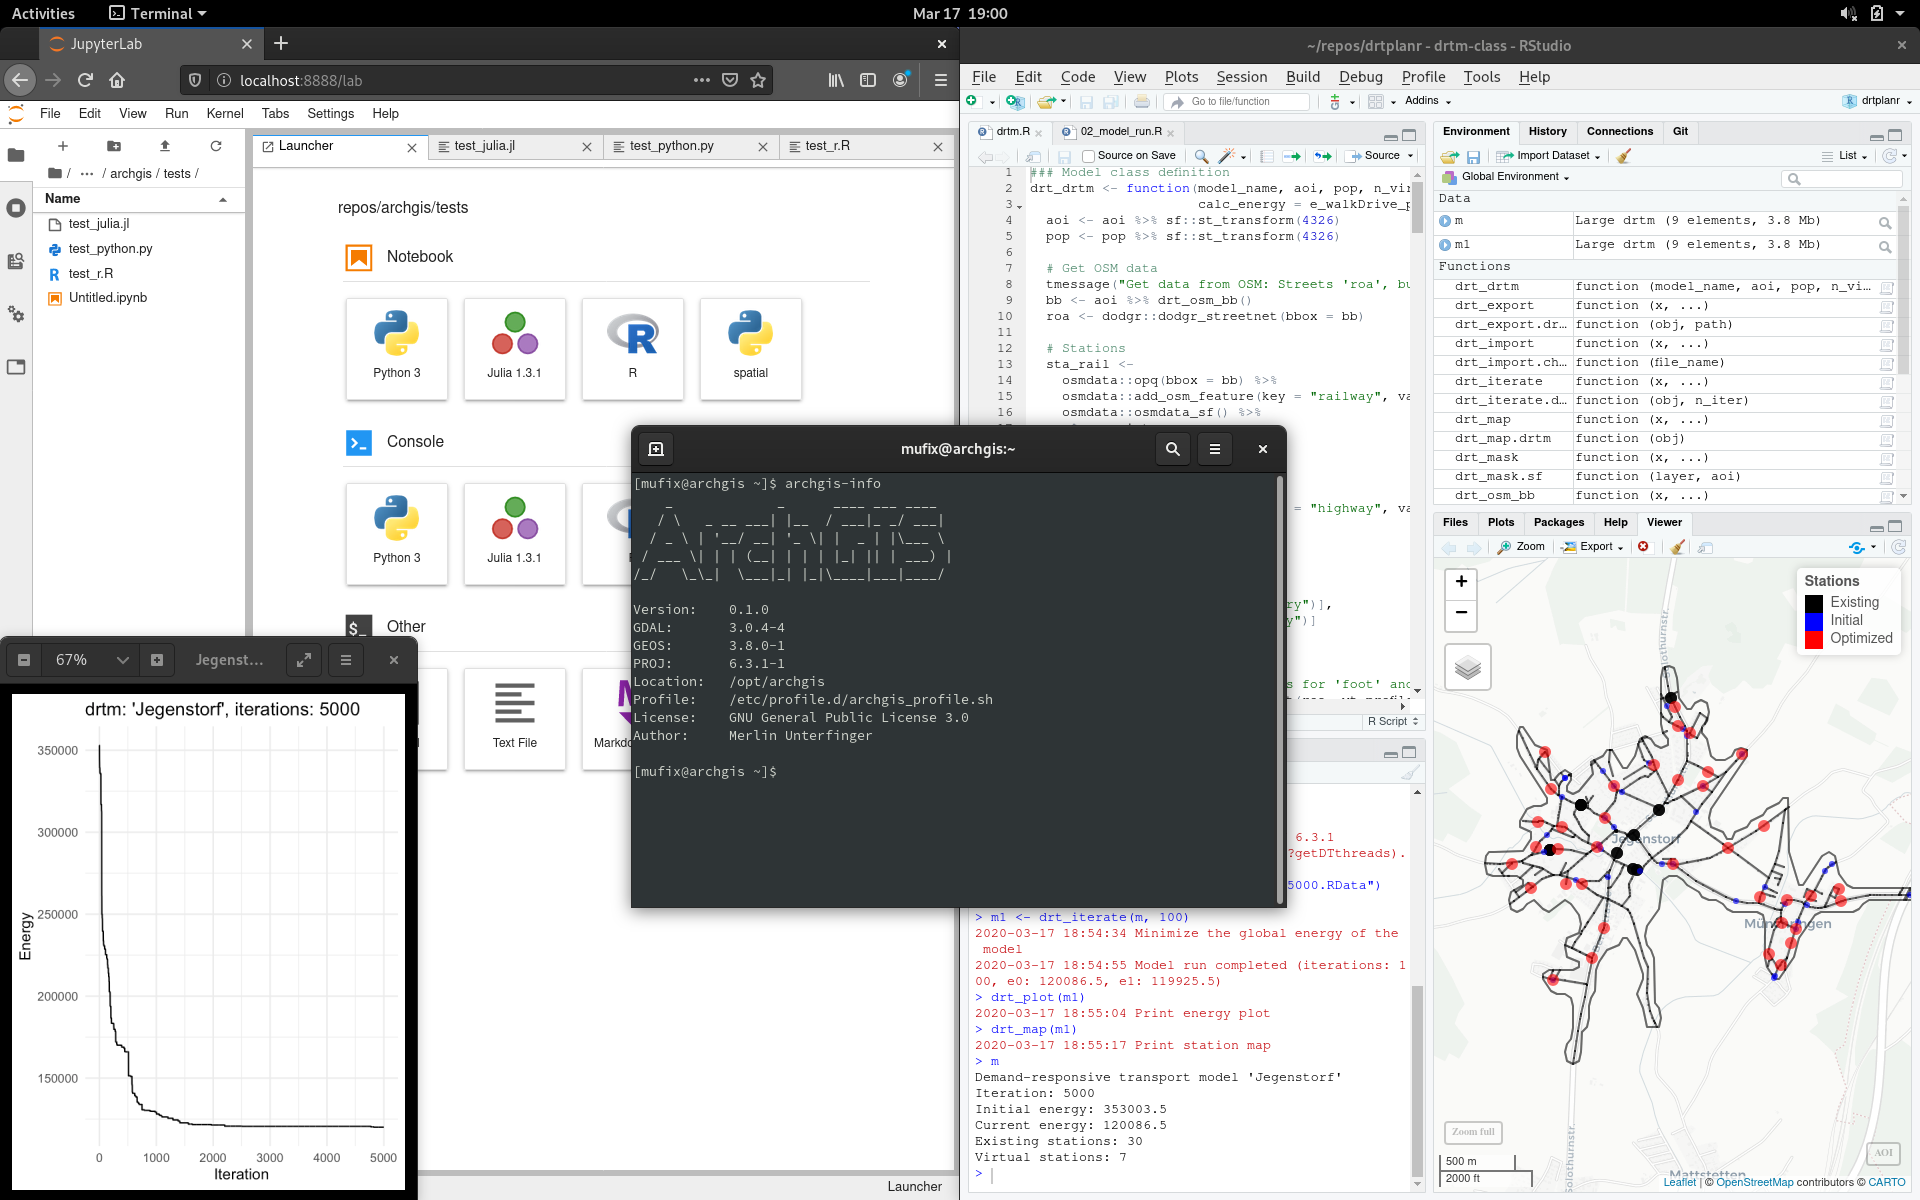 Activities
Terminal
Mar 17 19:00
JupyterLab
localhost:8888/lab
File Edit View Run Kernel Tabs Settings Help
/ ··· / archgis / tests /
Name
test_julia.jl
test_python.py
test_r.R
Untitled.ipynb
Launcher
test_julia.jl
test_python.py
test_r.R
repos/archgis/tests
Notebook
Python 3
Julia 1.3.1
R
spatial
Console
Python 3
Julia 1.3.1
Other
Text File
Launcher
67%
Jegenst...
drtm: 'Jegenstorf', iterations: 5000
350000
300000
250000
200000
150000
Energy
0 1000 2000 3000 4000 5000
Iteration
mufix@archgis:~
[mufix@archgis ~]$ archgis-info
Version: 0.1.0
GDAL: 3.0.4-4
GEOS: 3.8.0-1
PROJ: 6.3.1-1
Location: /opt/archgis
Profile: /etc/profile.d/archgis_profile.sh
License: GNU General Public License 3.0
Author: Merlin Unterfinger
[mufix@archgis ~]$
~/repos/drtplanr - drtm-class - RStudio
File Edit Code View Plots Session Build Debug Profile Tools Help
Go to file/function
Addins
drtplanr
drtm.R
02_model_run.R
Source on Save
Source
1 ### Model class definition
2 drt_drtm <- function(model_name, aoi, pop, n_vir
3 calc_energy = e_walkDrive_p
4 aoi <- aoi %>% sf::st_transform(4326)
5 pop <- pop %>% sf::st_transform(4326)
6
7 # Get OSM data
8 tmessage("Get data from OSM: Streets 'roa', bu
9 bb <- aoi %>% drt_osm_bb()
10 roa <- dodgr::dodgr_streetnet(bbox = bb)
11
12 # Stations
13 sta_rail <-
14 osmdata::opq(bbox = bb) %>%
15 osmdata::add_osm_feature(key = "railway", va
16 osmdata::osmdata_sf() %>%
= "highway", va
ry")],
y")]
s for 'foot' and
R Script
6.3.1
?getDTthreads).
5000.RData")
> m1 <- drt_iterate(m, 100)
2020-03-17 18:54:34 Minimize the global energy of the
model
2020-03-17 18:54:55 Model run completed (iterations: 1
00, e0: 120086.5, e1: 119925.5)
> drt_plot(m1)
2020-03-17 18:55:04 Print energy plot
> drt_map(m1)
2020-03-17 18:55:17 Print station map
> m
Demand-responsive transport model 'Jegenstorf'
Iteration: 5000
Initial energy: 353003.5
Current energy: 120086.5
Existing stations: 30
Virtual stations: 7
>
Environment History Connections Git
Import Dataset
List
Global Environment
Data
m Large drtm (9 elements, 3.8 Mb)
m1 Large drtm (9 elements, 3.8 Mb)
Functions
drt_drtm function (model_name, aoi, pop, n_vi...
drt_export function (x, ...)
drt_export.dr... function (obj, path)
drt_import function (x, ...)
drt_import.ch... function (file_name)
drt_iterate function (x, ...)
drt_iterate.d... function (obj, n_iter)
drt_map function (x, ...)
drt_map.drtm function (obj)
drt_mask function (x, ...)
drt_mask.sf function (layer, aoi)
drt_osm_bb function (x, ...)
Files Plots Packages Help Viewer
Zoom
Export
+
−
Stations
Existing
Initial
Optimized
Jegenstorf
Mattstetten
Zoom full
AOI
500 m
2000 ft
Leaflet | © OpenStreetMap contributors © CARTO